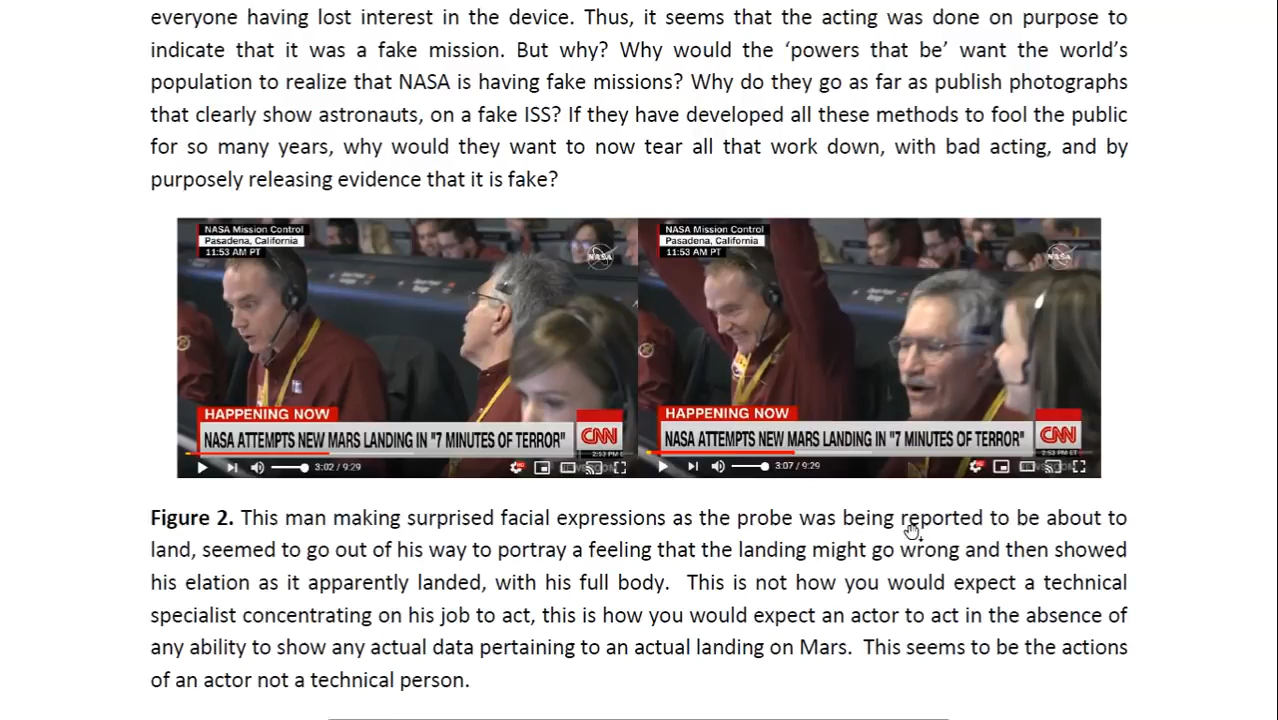 everyone having lost interest in the device. Thus, it seems that the acting was done on purpose to
indicate that it was a fake mission. But why? Why would the ‘powers that be’ want the world’s
population to realize that NASA is having fake missions? Why do they go as far as publish photographs
that clearly show astronauts, on a fake ISS? If they have developed all these methods to fool the public
for so many years, why would they want to now tear all that work down, with bad acting, and by
purposely releasing evidence that it is fake?
NASA Mission Control
Pasadena, California
11:53 AM PT
NASA
HAPPENING NOW
NASA ATTEMPTS NEW MARS LANDING IN "7 MINUTES OF TERROR"
CNN
2:53 PM E
3:02 / 9:29
NASA Mission Control
Pasadena, California
11:53 AM PT
NASA
HAPPENING NOW
NASA ATTEMPTS NEW MARS LANDING IN "7 MINUTES OF TERROR"
CNN
2:53 PM ET
3:07 / 9:29
Figure 2. This man making surprised facial expressions as the probe was being reported to be about to
land, seemed to go out of his way to portray a feeling that the landing might go wrong and then showed
his elation as it apparently landed, with his full body. This is not how you would expect a technical
specialist concentrating on his job to act, this is how you would expect an actor to act in the absence of
any ability to show any actual data pertaining to an actual landing on Mars. This seems to be the actions
of an actor not a technical person.